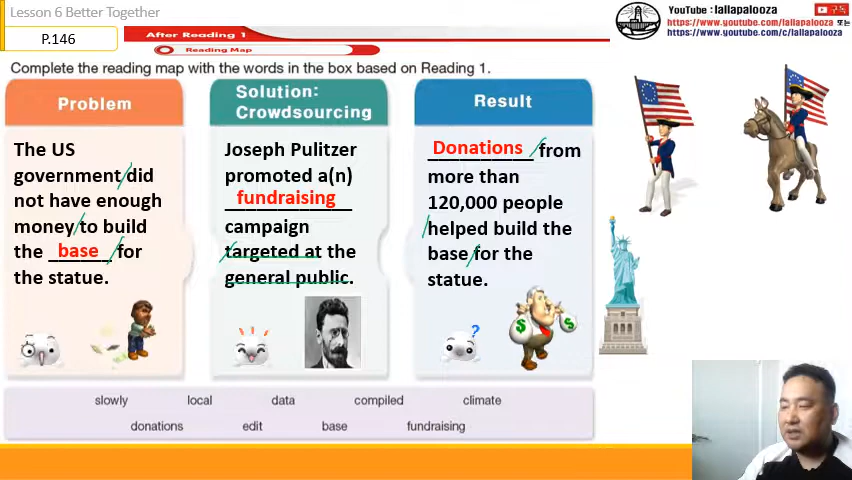 Lesson 6 Better Together
P.146
After Reading 1
Reading Map
YouTube : lallapalooza 구독
https://www.youtube.com/lallapalooza 또는
https://www.youtube.com/c/lallapalooza
Complete the reading map with the words in the box based on Reading 1.
Problem
The US
government did
not have enough
money to build
the base for
the statue.
Solution:
Crowdsourcing
Joseph Pulitzer
promoted a(n)
fundraising
campaign
targeted at the
general public.
Result
Donations from
more than
120,000 people
helped build the
base for the
statue.
?
$ $
slowly local data compiled climate
donations edit base fundraising